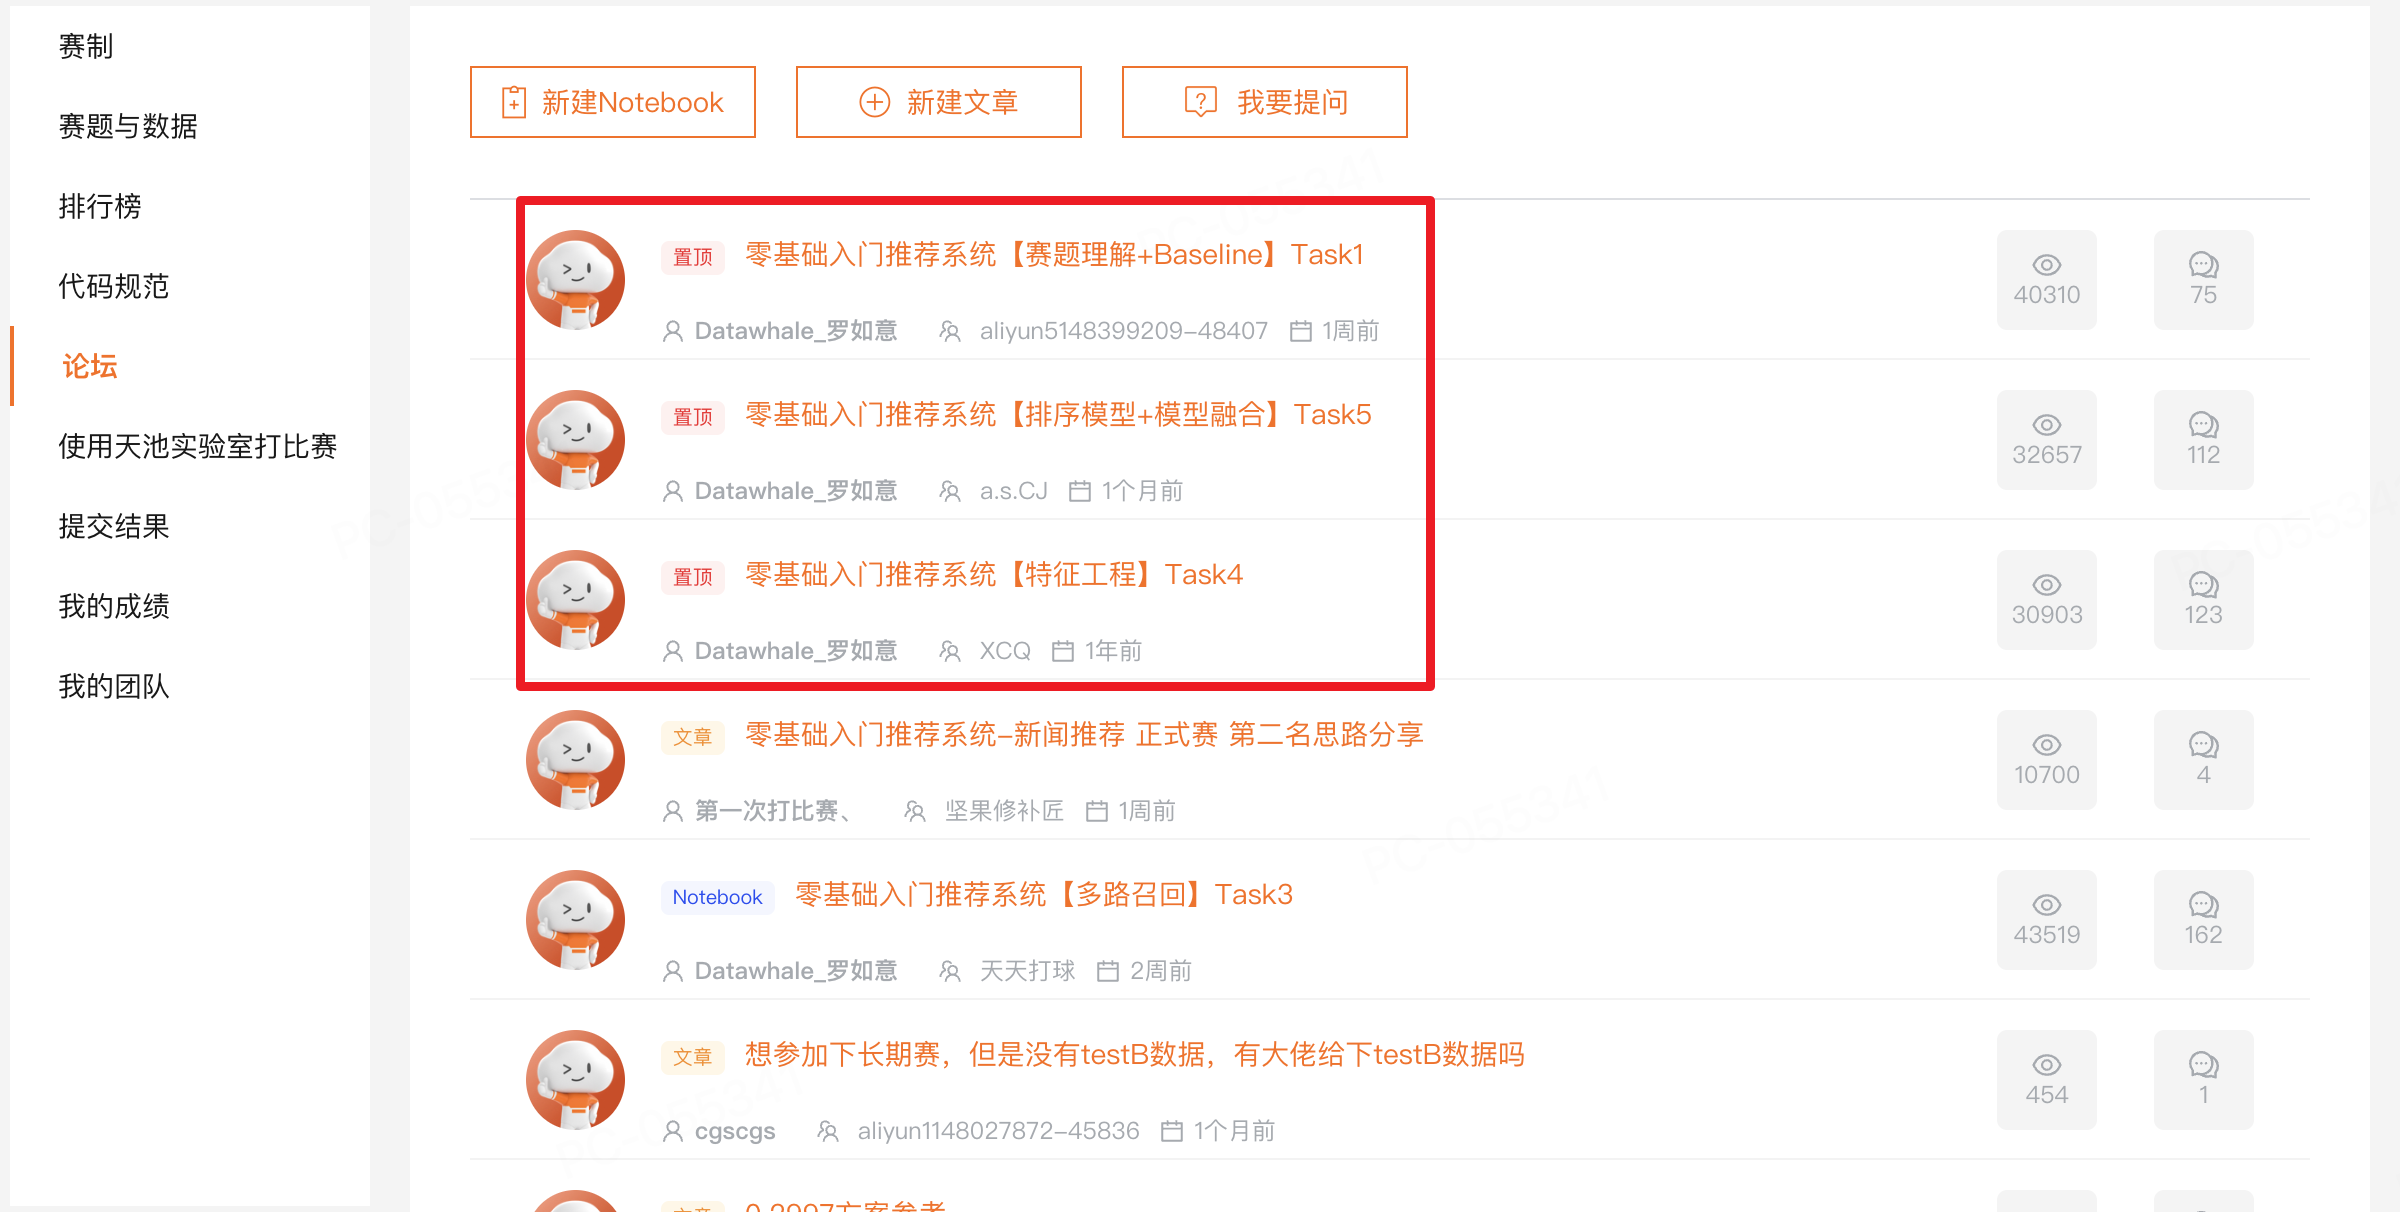 赛制
赛题与数据
排行榜
代码规范
论坛
使用天池实验室打比赛
提交结果
我的成绩
我的团队
新建Notebook
新建文章
我要提问
置顶 零基础入门推荐系统【赛题理解+Baseline】Task1
Datawhale_罗如意 aliyun5148399209-48407 1周前
40310 75
置顶 零基础入门推荐系统【排序模型+模型融合】Task5
Datawhale_罗如意 a.s.CJ 1个月前
32657 112
置顶 零基础入门推荐系统【特征工程】Task4
Datawhale_罗如意 XCQ 1年前
30903 123
文章 零基础入门推荐系统-新闻推荐 正式赛 第二名思路分享
第一次打比赛、 坚果修补匠 1周前
10700 4
Notebook 零基础入门推荐系统【多路召回】Task3
Datawhale_罗如意 天天打球 2周前
43519 162
文章 想参加下长期赛，但是没有testB数据，有大佬给下testB数据吗
cgscgs aliyun1148027872-45836 1个月前
454 1
PC-055341